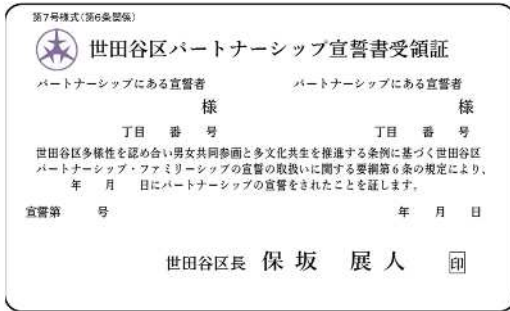 第7号様式(第6条関係)
世田谷区パートナーシップ宣誓書受領証
パートナーシップにある宣誓者 パートナーシップにある宣誓者
様 様
丁目 番 号 丁目 番 号
世田谷区多様性を認め合い男女共同参画と多文化共生を推進する条例に基づく世田谷区
パートナーシップ・ファミリーシップの宣誓の取扱いに関する要綱第6条の規定により、
年 月 日にパートナーシップの宣誓をされたことを証します。
宣誓第 号 年 月 日
世田谷区長 保坂 展人 印